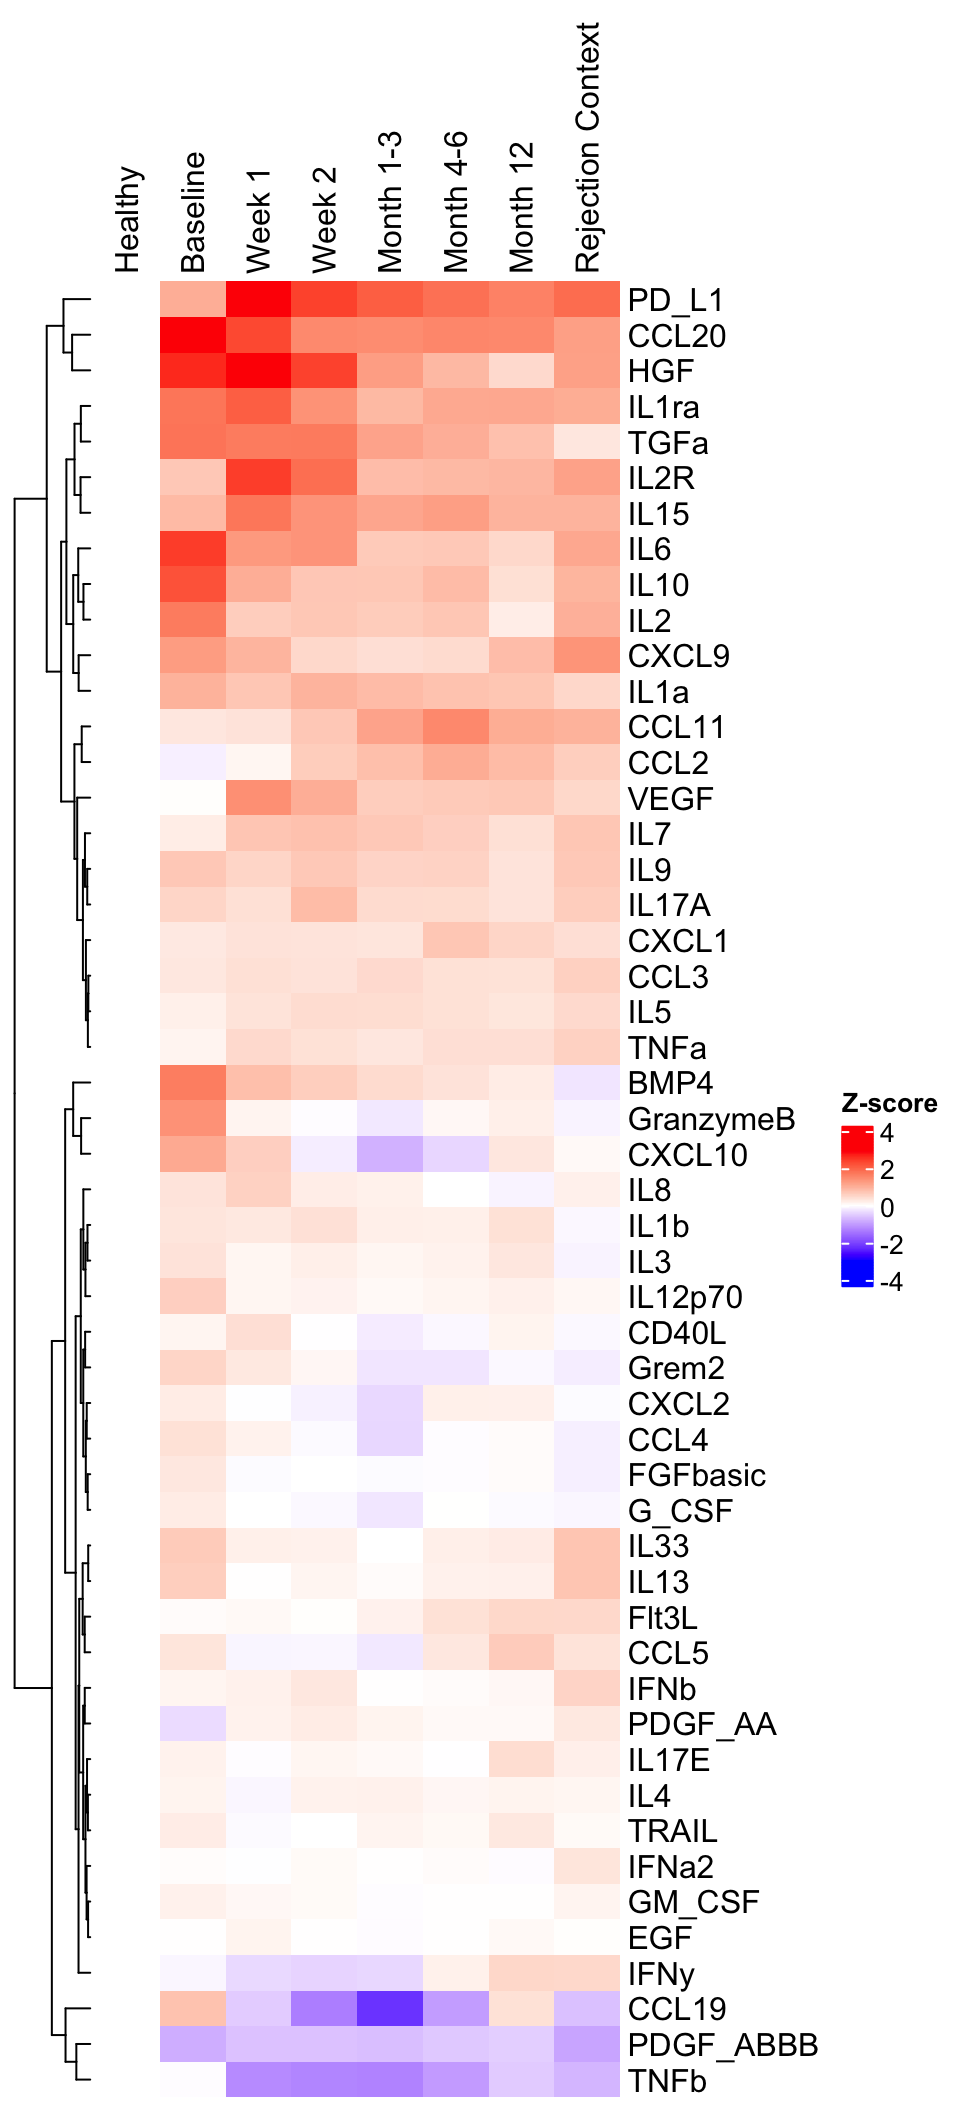 Healthy
Baseline
Week 1
Week 2
Month 1-3
Month 4-6
Month 12
Rejection Context
PD_L1
CCL20
HGF
IL1ra
TGFa
IL2R
IL15
IL6
IL10
IL2
CXCL9
IL1a
CCL11
CCL2
VEGF
IL7
IL9
IL17A
CXCL1
CCL3
IL5
TNFa
BMP4
GranzymeB
CXCL10
IL8
IL1b
IL3
IL12p70
CD40L
Grem2
CXCL2
CCL4
FGFbasic
G_CSF
IL33
IL13
Flt3L
CCL5
IFNb
PDGF_AA
IL17E
IL4
TRAIL
IFNa2
GM_CSF
EGF
IFNy
CCL19
PDGF_ABBB
TNFb
Z-score
4
2
0
-2
-4